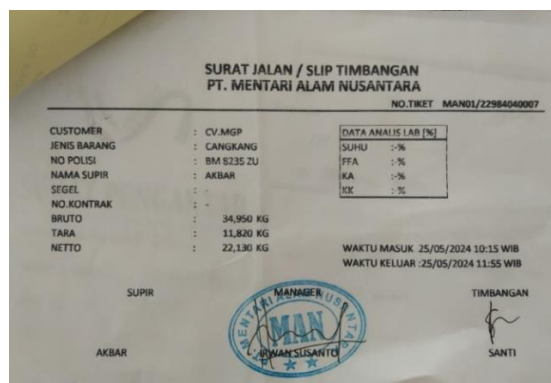 SURAT JALAN / SLIP TIMBANGAN
PT. MENTARI ALAM NUSANTARA
NO.TIKET MAN01/22984040007
CUSTOMER : CV.MGP
JENIS BARANG : CANGKANG
NO POLISI : BM 8235 ZU
NAMA SUPIR : AKBAR
SEGEL :
NO.KONTRAK : -
BRUTO : 34,950 KG
TARA : 11,820 KG
NETTO : 22,130 KG
DATA ANALIS LAB [%]
SUHU :-%
FFA :-%
KA :-%
KK :-%
WAKTU MASUK 25/05/2024 10:15 WIB
WAKTU KELUAR :25/05/2024 11:55 WIB
SUPIR MANAGER TIMBANGAN
MENTARI ALAM NUSANTARA
MAN
AKBAR IRWAN SUSANTO SANTI